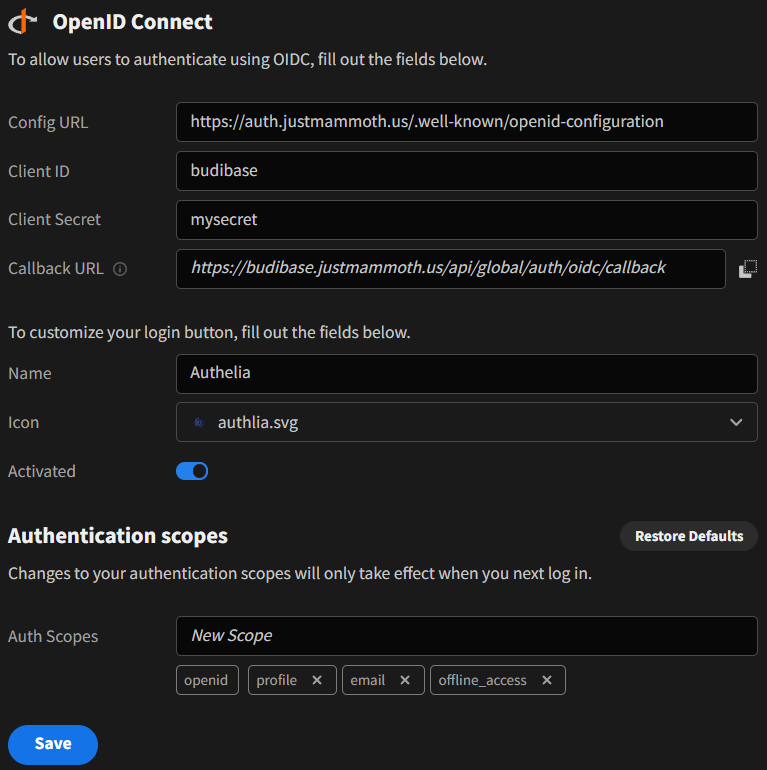 OpenID Connect
To allow users to authenticate using OIDC, fill out the fields below.
Config URL https://auth.justmammoth.us/.well-known/openid-configuration
Client ID budibase
Client Secret mysecret
Callback URL https://budibase.justmammoth.us/api/global/auth/oidc/callback
To customize your login button, fill out the fields below.
Name Authelia
Icon authlia.svg
Activated
Authentication scopes Restore Defaults
Changes to your authentication scopes will only take effect when you next log in.
Auth Scopes New Scope
openid profile email offline_access
Save